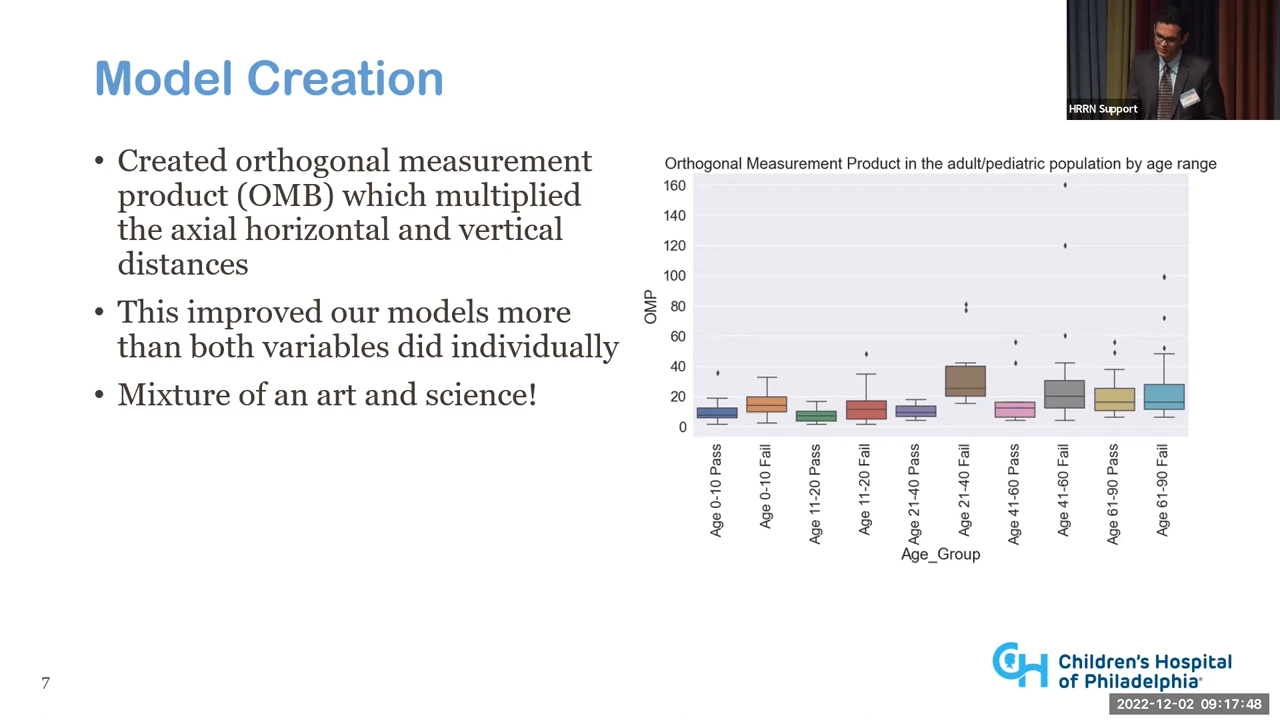 Model Creation
HRRN Support
• Created orthogonal measurement
product (OMB) which multiplied
the axial horizontal and vertical
distances
• This improved our models more
than both variables did individually
• Mixture of an art and science!
Orthogonal Measurement Product in the adult/pediatric population by age range
160
140
120
100
80
60
40
20
0
OMP
Age 0-10 Pass
Age 0-10 Fail
Age 11-20 Pass
Age 11-20 Fail
Age 21-40 Pass
Age 21-40 Fail
Age 41-60 Pass
Age 41-60 Fail
Age 61-90 Pass
Age 61-90 Fail
Age_Group
7
CH Children's Hospital
of Philadelphia®
2022-12-02 09:17:48